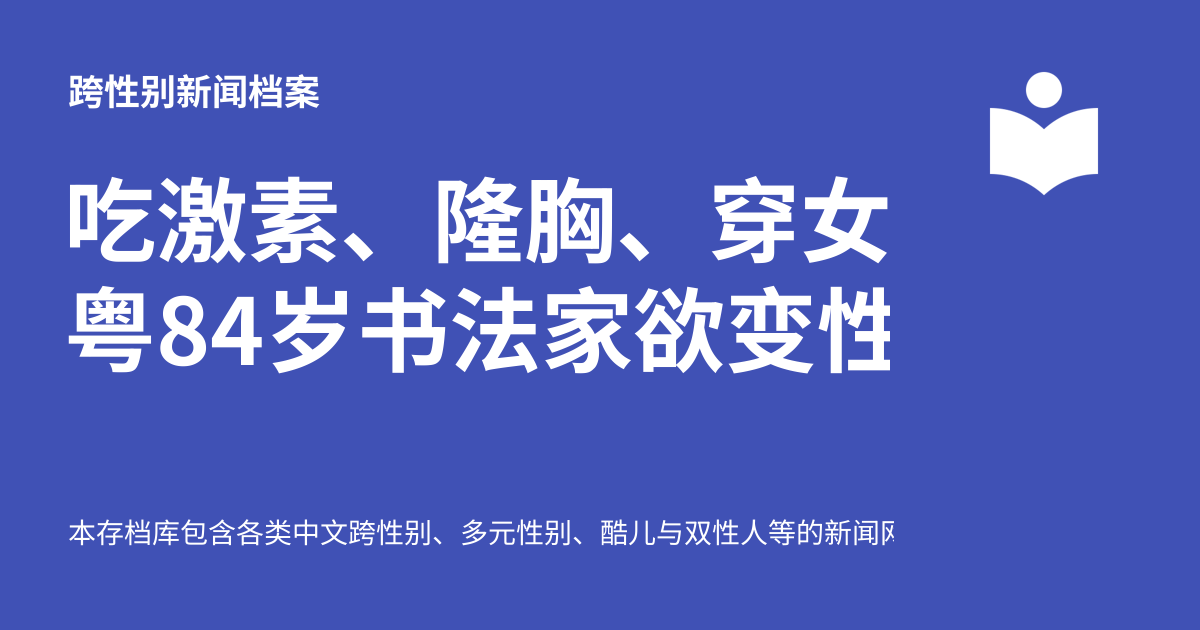 跨性别新闻档案
吃激素、隆胸、穿女
粤84岁书法家欲变性
本存档库包含各类中文跨性别、多元性别、酷儿与双性人等的新闻网